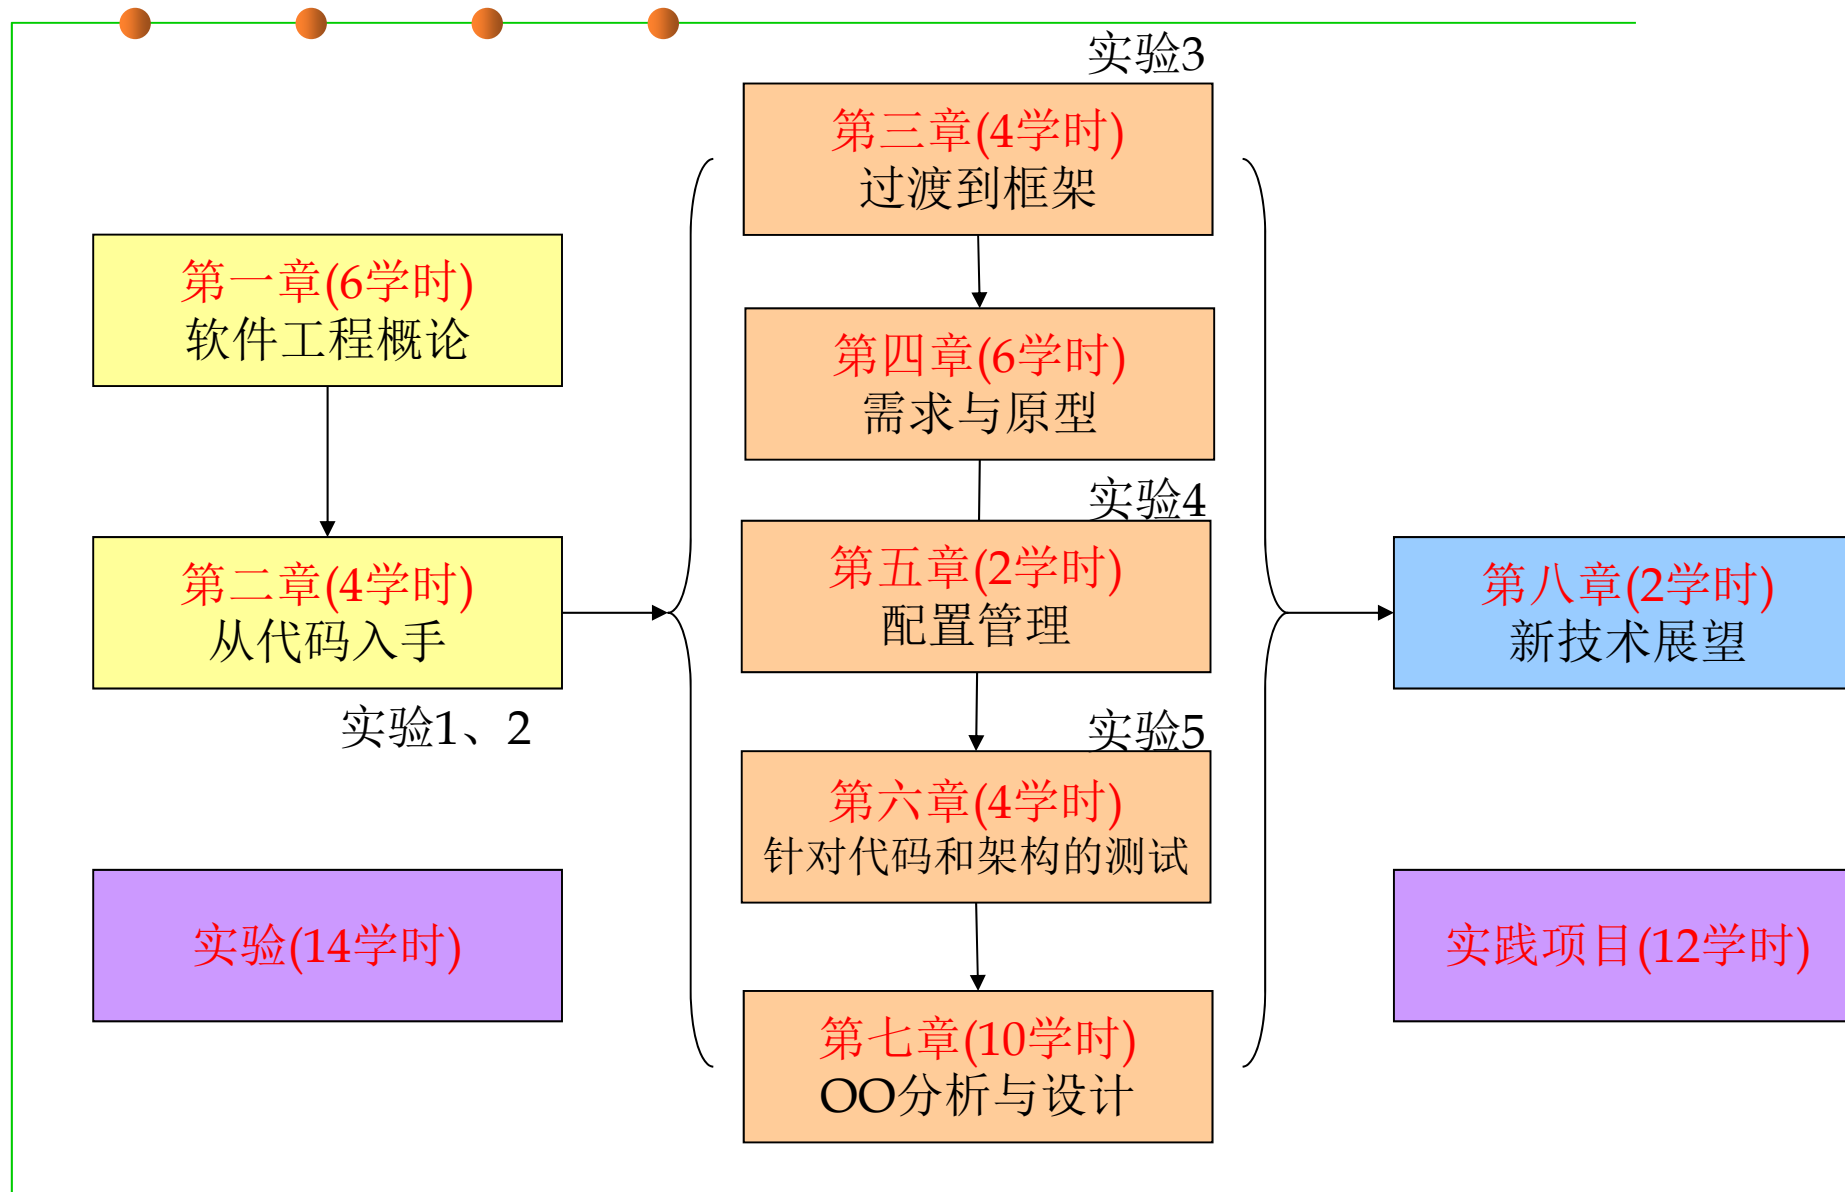 第一章(6学时)
软件工程概论
第二章(4学时)
从代码入手
实验1、2
实验(14学时)
实验3
第三章(4学时)
过渡到框架
第四章(6学时)
需求与原型
实验4
第五章(2学时)
配置管理
实验5
第六章(4学时)
针对代码和架构的测试
第七章(10学时)
OO分析与设计
第八章(2学时)
新技术展望
实践项目(12学时)